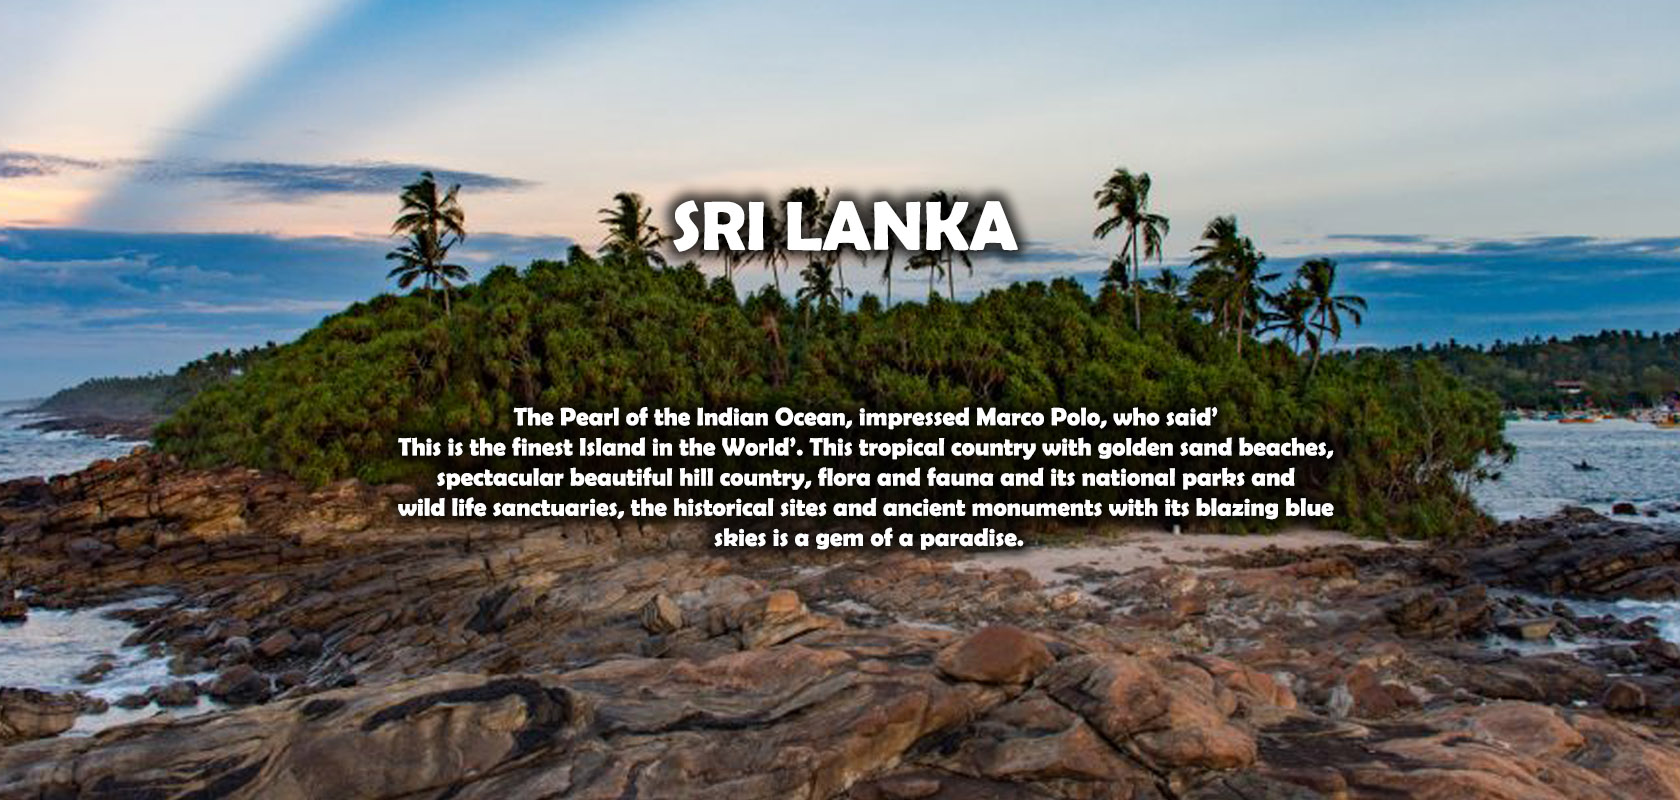 SRI LANKA
The Pearl of the Indian Ocean, impressed Marco Polo, who said’
This is the finest Island in the World’. This tropical country with golden sand beaches,
spectacular beautiful hill country, flora and fauna and its national parks and
wild life sanctuaries, the historical sites and ancient monuments with its blazing blue
skies is a gem of a paradise.